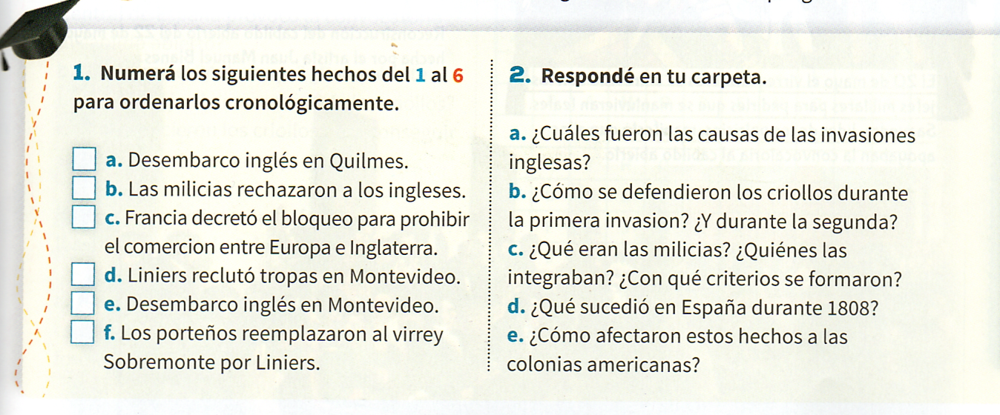 1. Numerá los siguientes hechos del 1 al 6
para ordenarlos cronológicamente.
a. Desembarco inglés en Quilmes.
b. Las milicias rechazaron a los ingleses.
c. Francia decretó el bloqueo para prohibir
el comercion entre Europa e Inglaterra.
d. Liniers reclutó tropas en Montevideo.
e. Desembarco inglés en Montevideo.
f. Los porteños reemplazaron al virrey
Sobremonte por Liniers.
2. Respondé en tu carpeta.
a. ¿Cuáles fueron las causas de las invasiones
inglesas?
b. ¿Cómo se defendieron los criollos durante
la primera invasion? ¿Y durante la segunda?
c. ¿Qué eran las milicias? ¿Quiénes las
integraban? ¿Con qué criterios se formaron?
d. ¿Qué sucedió en España durante 1808?
e. ¿Cómo afectaron estos hechos a las
colonias americanas?